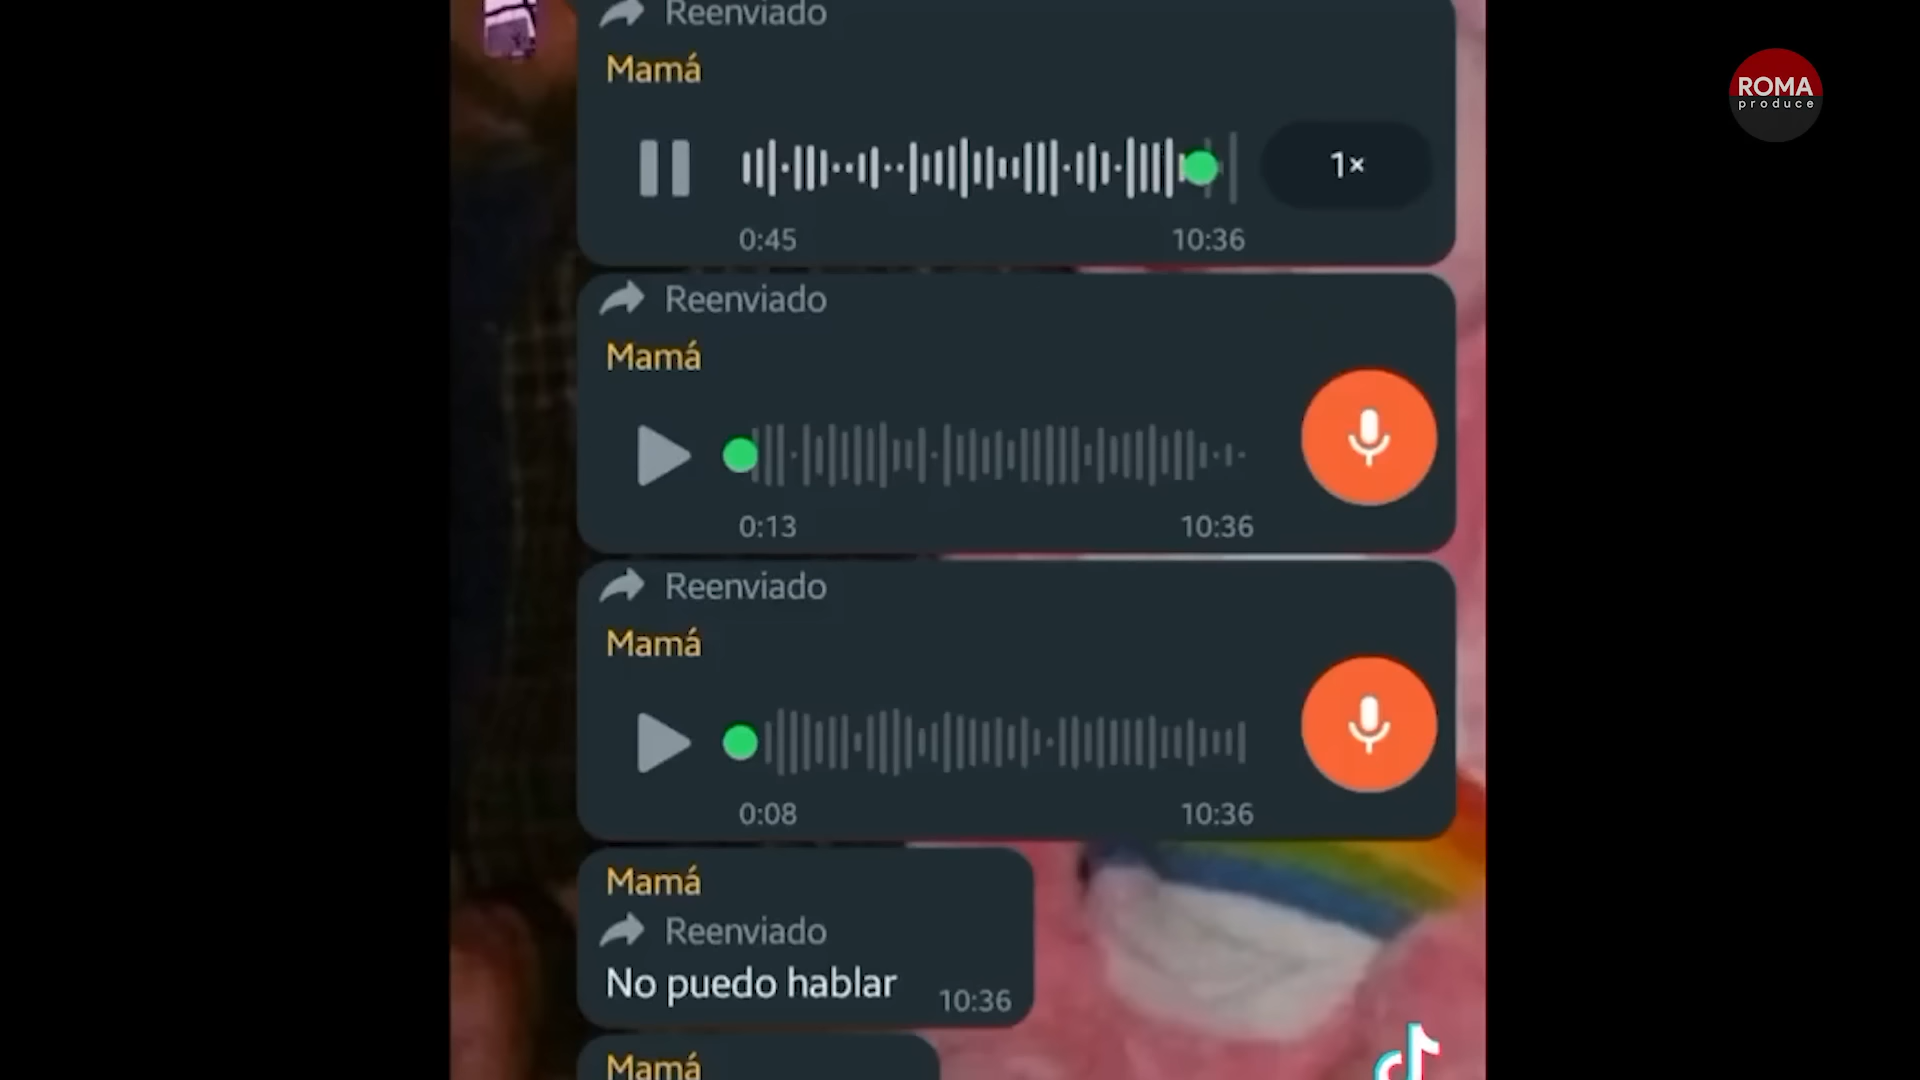 Reenviado
Mamá
1×
0:45 10:36
Reenviado
Mamá
0:13 10:36
Reenviado
Mamá
0:08 10:36
Mamá
Reenviado
No puedo hablar 10:36
Mamá
ROMA
produce